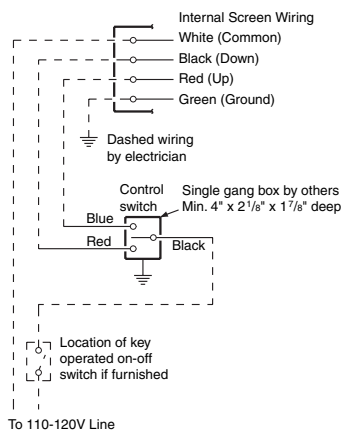 Internal Screen Wiring
White (Common)
Black (Down)
Red (Up)
Green (Ground)
Dashed wiring
by electrician
Control
switch
Single gang box by others
Min. 4" x 2 1/8" x 1 7/8" deep
Blue
Red
Black
Location of key
operated on-off
switch if furnished
To 110-120V Line